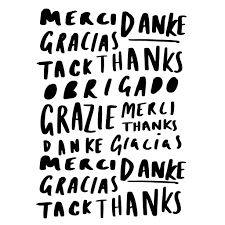 MERCI DANKE
GRACIAS
TACK THANKS
OBRIGADO
GRAZIE MERCI
THANKS
DANKE Gracias
MERCI DANKE
GRACIAS
TACK THANKS